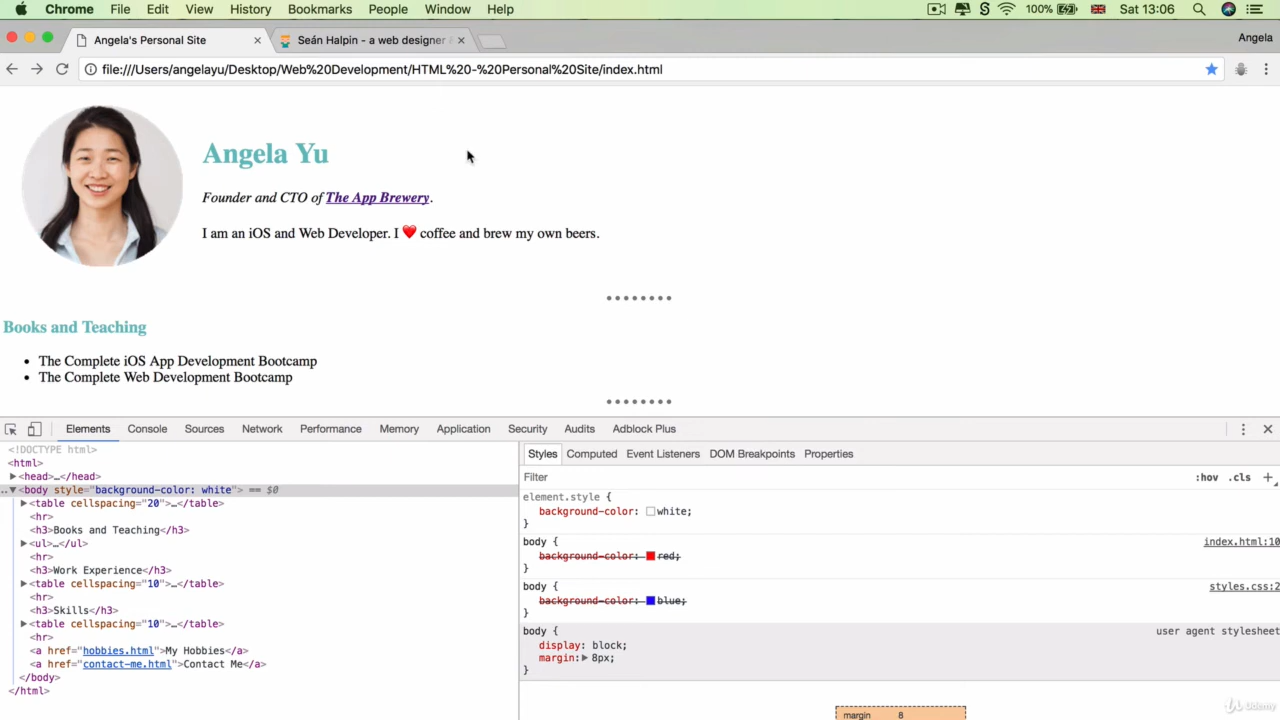 Chrome File Edit View History Bookmarks People Window Help 100% Sat 13:06
Angela's Personal Site Seán Halpin - a web designer Angela
file:///Users/angelayu/Desktop/Web%20Development/HTML%20-%20Personal%20Site/index.html
Angela Yu
Founder and CTO of The App Brewery.
I am an iOS and Web Developer. I ❤️ coffee and brew my own beers.
Books and Teaching
• The Complete iOS App Development Bootcamp
• The Complete Web Development Bootcamp
Elements Console Sources Network Performance Memory Application Security Audits Adblock Plus
Styles Computed Event Listeners DOM Breakpoints Properties
Filter :hov .cls +
<!DOCTYPE html>
<html>
▶<head>…</head>
..▼<body style="background-color: white"> == $0
▶<table cellspacing="20">…</table>
<hr>
<h3>Books and Teaching</h3>
▶<ul>…</ul>
<hr>
<h3>Work Experience</h3>
▶<table cellspacing="10">…</table>
<hr>
<h3>Skills</h3>
▶<table cellspacing="10">…</table>
<hr>
<a href="hobbies.html">My Hobbies</a>
<a href="contact-me.html">Contact Me</a>
</body>
</html>
element.style {
background-color: white;
}
body { index.html:10
background-color: red;
}
body { styles.css:2
background-color: blue;
}
body { user agent stylesheet
display: block;
margin:▶ 8px;
}
margin 8
Udemy